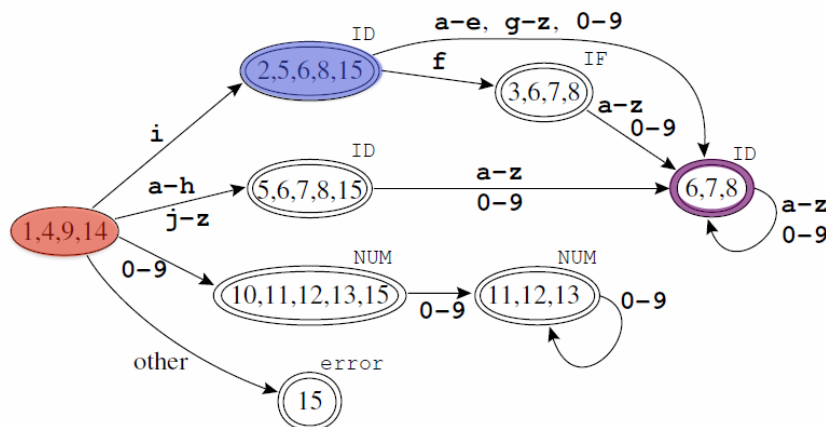 ID
a-e, g-z, 0-9
2,5,6,8,15
f
IF
3,6,7,8
a-z
0-9
i
ID
a-h
j-z
5,6,7,8,15
a-z
0-9
ID
6,7,8
a-z
0-9
1,4,9,14
0-9
NUM
10,11,12,13,15
0-9
NUM
11,12,13
0-9
other
error
15